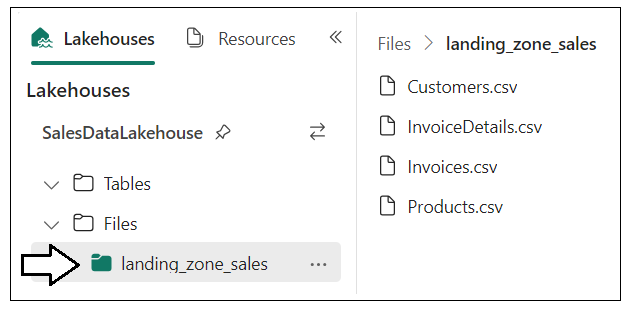 Lakehouses
Resources
Lakehouses
SalesDataLakehouse
Tables
Files
landing_zone_sales
Files > landing_zone_sales
Customers.csv
InvoiceDetails.csv
Invoices.csv
Products.csv